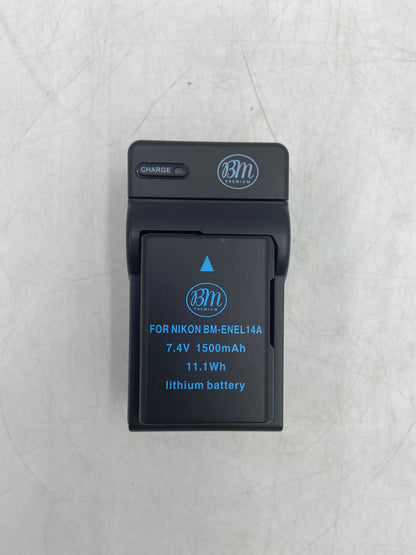 CHARGE
BM
PREMIUM
BM
PREMIUM
FOR NIKON BM-ENEL14A
7.4V 1500mAh
11.1Wh
lithium battery